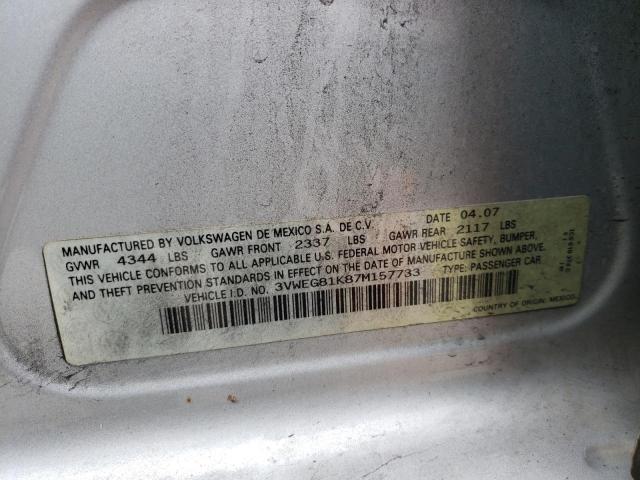 MANUFACTURED BY VOLKSWAGEN DE MEXICO S.A. DE C.V. DATE 04.07
GVWR 4344 LBS GAWR FRONT 2337 LBS GAWR REAR 2117 LBS
THIS VEHICLE CONFORMS TO ALL APPLICABLE U.S. FEDERAL MOTOR VEHICLE SAFETY, BUMPER,
AND THEFT PREVENTION STANDARDS IN EFFECT ON THE DATE OF MANUFACTURE SHOWN ABOVE.
VEHICLE I.D. NO. 3VWEG81K87M157733 TYPE: PASSENGER CAR
COUNTRY OF ORIGIN: MEXICO.